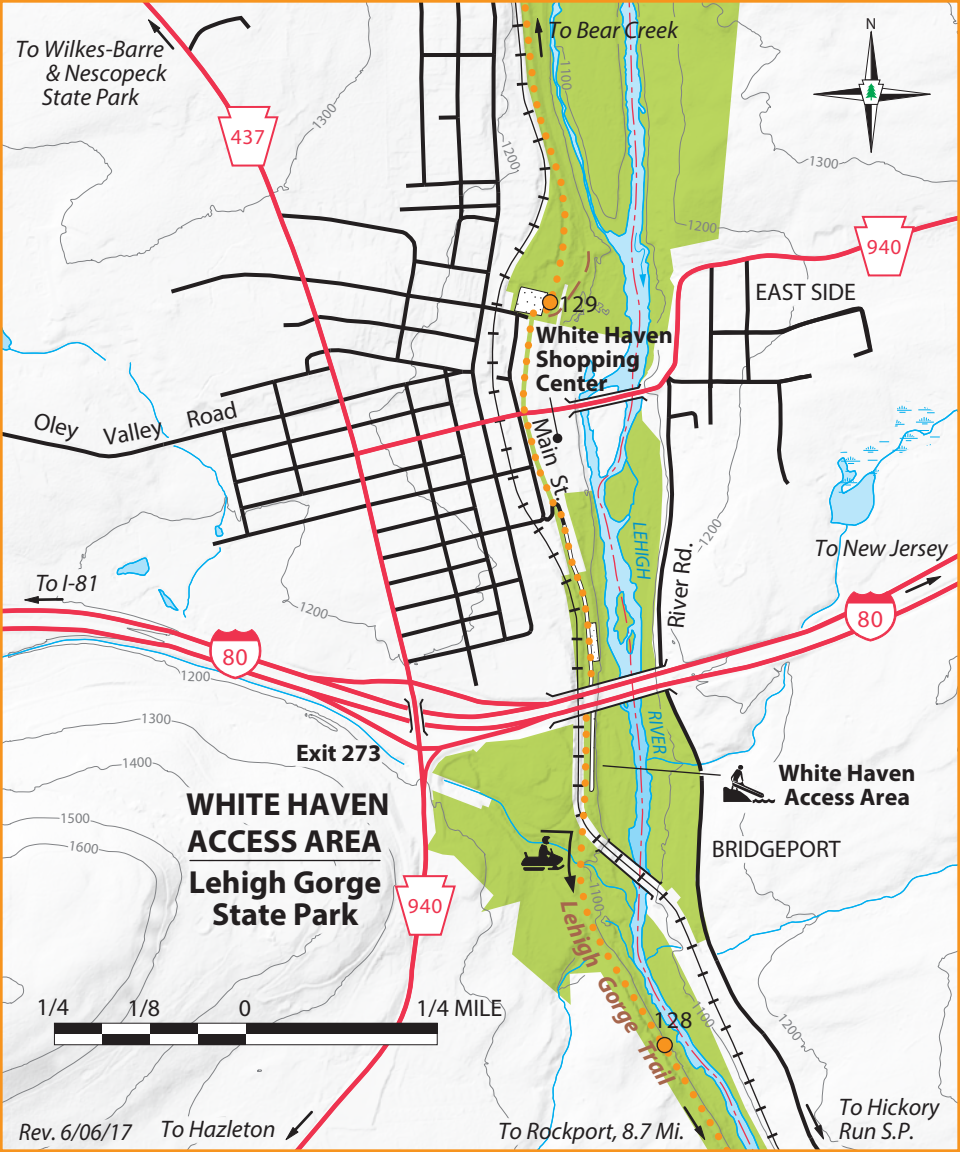 To Wilkes-Barre
& Nescopeck
State Park
To Bear Creek
N
1100
1300
437
1200
1300
1200
940
EAST SIDE
129
White Haven
Shopping
Center
Oley Valley Road
Main St.
LEHIGH
1200
To New Jersey
River Rd.
To I-81
1200
80
80
1200
RIVER
1300
Exit 273
1400
White Haven
Access Area
WHITE HAVEN
ACCESS AREA
1500
1600
BRIDGEPORT
Lehigh Gorge
State Park
940
1100
Lehigh Gorge Trail
1/4 1/8 0 1/4 MILE
128
1100
1200
Rev. 6/06/17
To Hazleton
To Rockport, 8.7 Mi.
To Hickory
Run S.P.